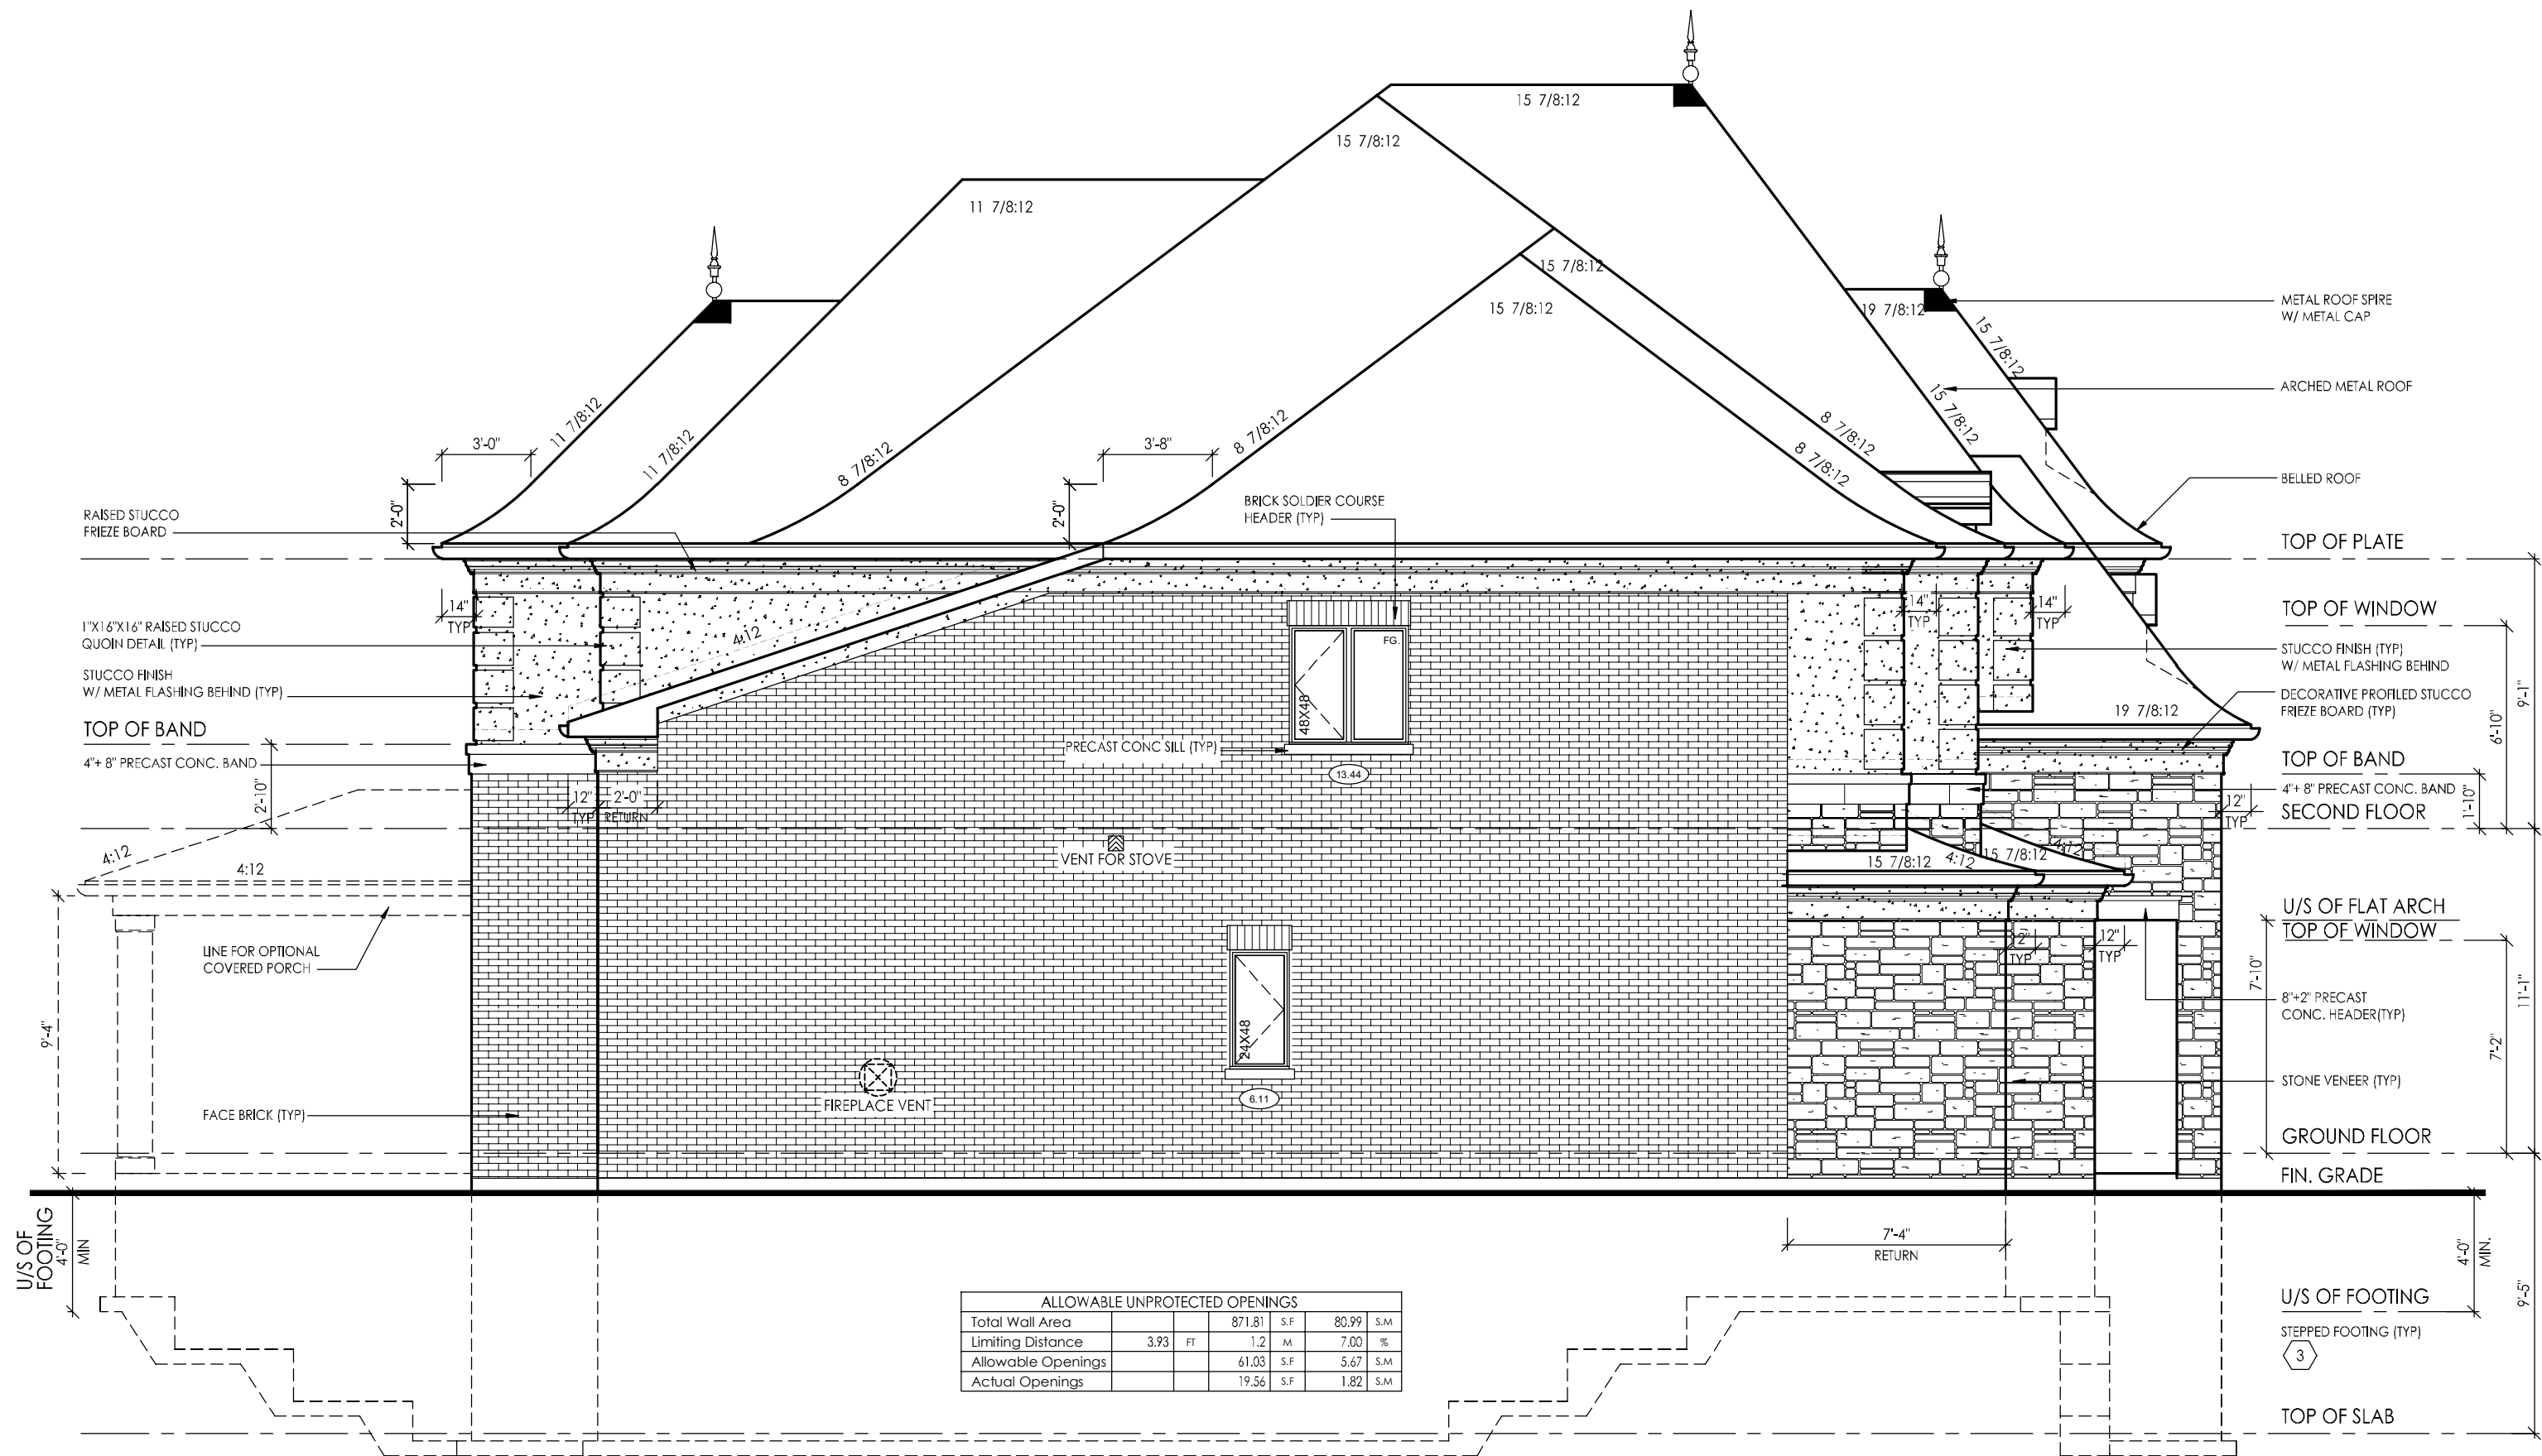 15 7/8:12
15 7/8:12
11 7/8:12
15 7/8:12
15 7/8:12
19 7/8:12
15 7/8:12
METAL ROOF SPIRE
W/ METAL CAP
15 7/8:12
ARCHED METAL ROOF
3'-0"
11 7/8:12
11 7/8:12
8 7/8:12
3'-8"
8 7/8:12
8 7/8:12
8 7/8:12
BELLED ROOF
2'-0"
2'-0"
BRICK SOLDIER COURSE
HEADER (TYP)
RAISED STUCCO
FRIEZE BOARD
TOP OF PLATE
14"
TYP
14"
TYP
14"
TYP
TOP OF WINDOW
1"X16"X16" RAISED STUCCO
QUOIN DETAIL (TYP)
4:12
FG.
48X48
STUCCO FINISH (TYP)
W/ METAL FLASHING BEHIND
STUCCO FINISH
W/ METAL FLASHING BEHIND (TYP)
DECORATIVE PROFILED STUCCO
FRIEZE BOARD (TYP)
19 7/8:12
9'-1"
6'-10"
TOP OF BAND
PRECAST CONC SILL (TYP)
TOP OF BAND
4"+ 8" PRECAST CONC. BAND
13.44
4"+ 8" PRECAST CONC. BAND
2'-10"
12"
TYP
2'-0"
RETURN
12"
TYP
1'-10"
SECOND FLOOR
VENT FOR STOVE
4:12
4:12
15 7/8:12
4:12
15 7/8:12
4:12
U/S OF FLAT ARCH
TOP OF WINDOW
LINE FOR OPTIONAL
COVERED PORCH
12"
TYP
12"
TYP
7'-10"
8"+2" PRECAST
CONC. HEADER(TYP)
11'-1"
9'-4"
24X48
7'-2"
STONE VENEER (TYP)
FACE BRICK (TYP)
FIREPLACE VENT
6.11
GROUND FLOOR
FIN. GRADE
U/S OF
FOOTING
4'-0"
MIN
7'-4"
RETURN
4'-0"
MIN.
9'-5"
U/S OF FOOTING
STEPPED FOOTING (TYP)
3
ALLOWABLE UNPROTECTED OPENINGS
Total Wall Area 871.81 S.F 80.99 S.M
Limiting Distance 3.93 FT 1.2 M 7.00 %
Allowable Openings 61.03 S.F 5.67 S.M
Actual Openings 19.56 S.F 1.82 S.M
TOP OF SLAB